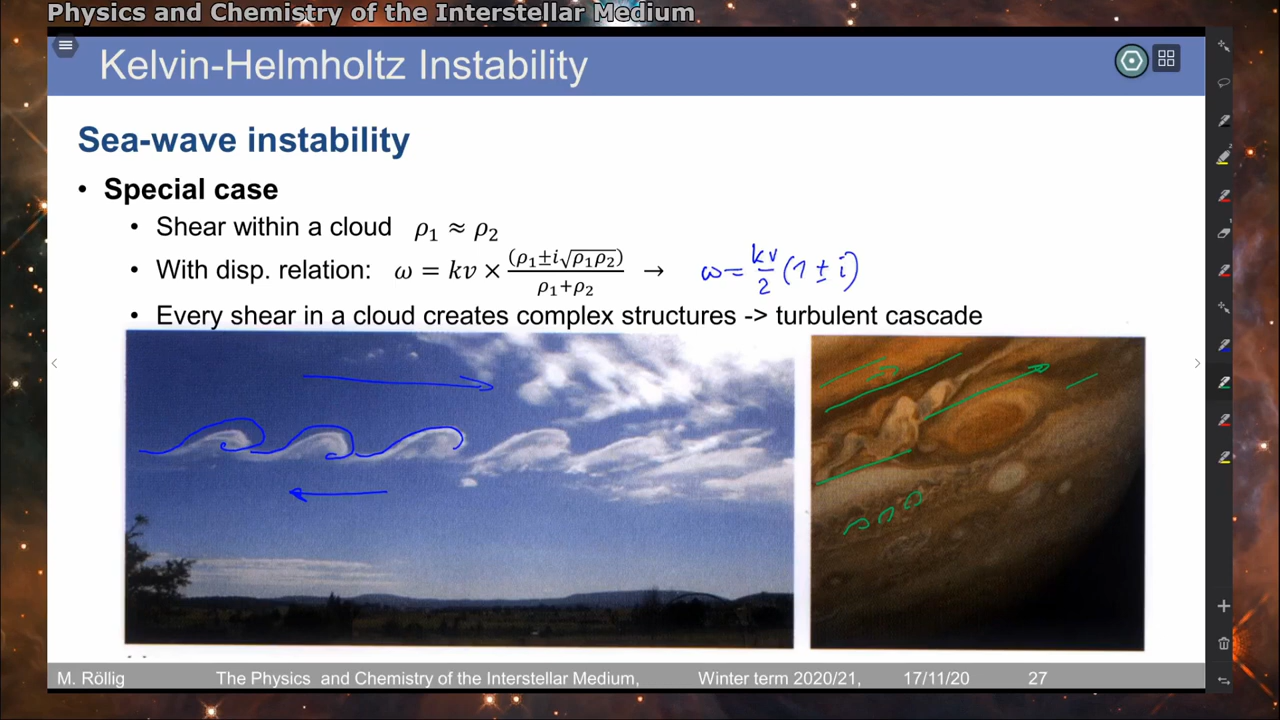 Physics and Chemistry of the Interstellar Medium
Kelvin-Helmholtz Instability
Sea-wave instability
• Special case
• Shear within a cloud ρ₁ ≈ ρ₂
• With disp. relation: ω = kv × (ρ₁±i√ρ₁ρ₂)/(ρ₁+ρ₂) → ω = kv/2 (1 ± i)
• Every shear in a cloud creates complex structures -> turbulent cascade
M. Röllig The Physics and Chemistry of the Interstellar Medium, Winter term 2020/21, 17/11/20 27